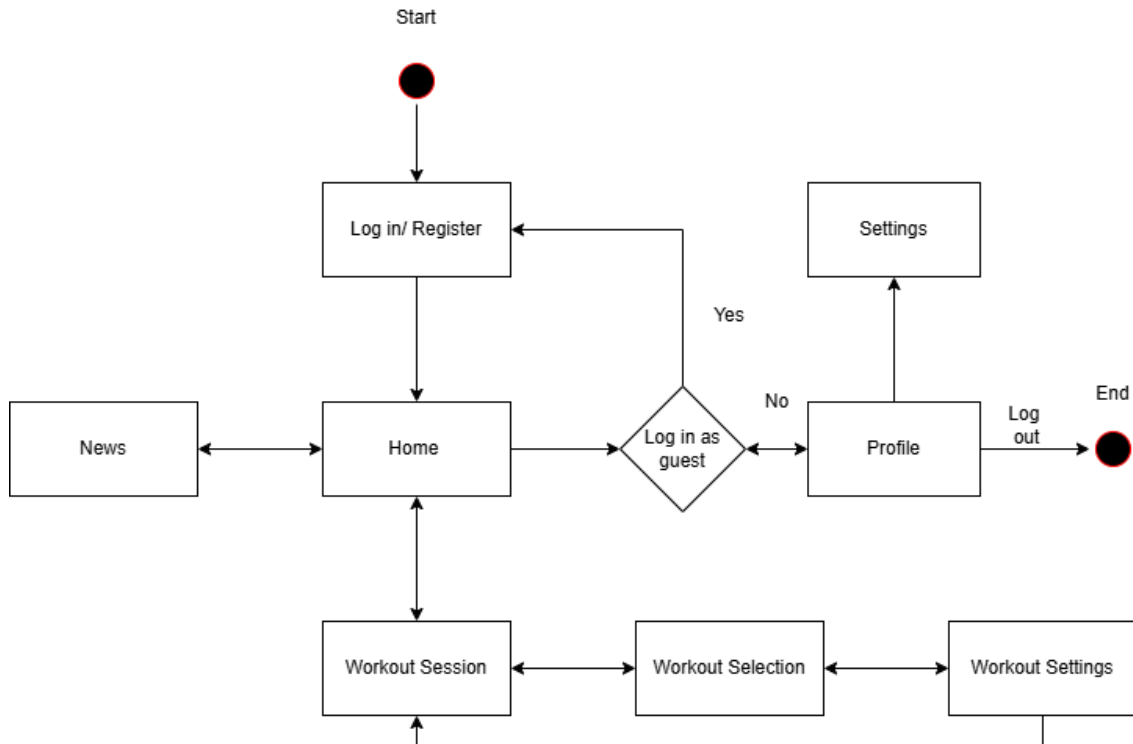 Start
Log in/ Register
Settings
Yes
News
Home
Log in as
guest
No
Profile
Log
out
End
Workout Session
Workout Selection
Workout Settings